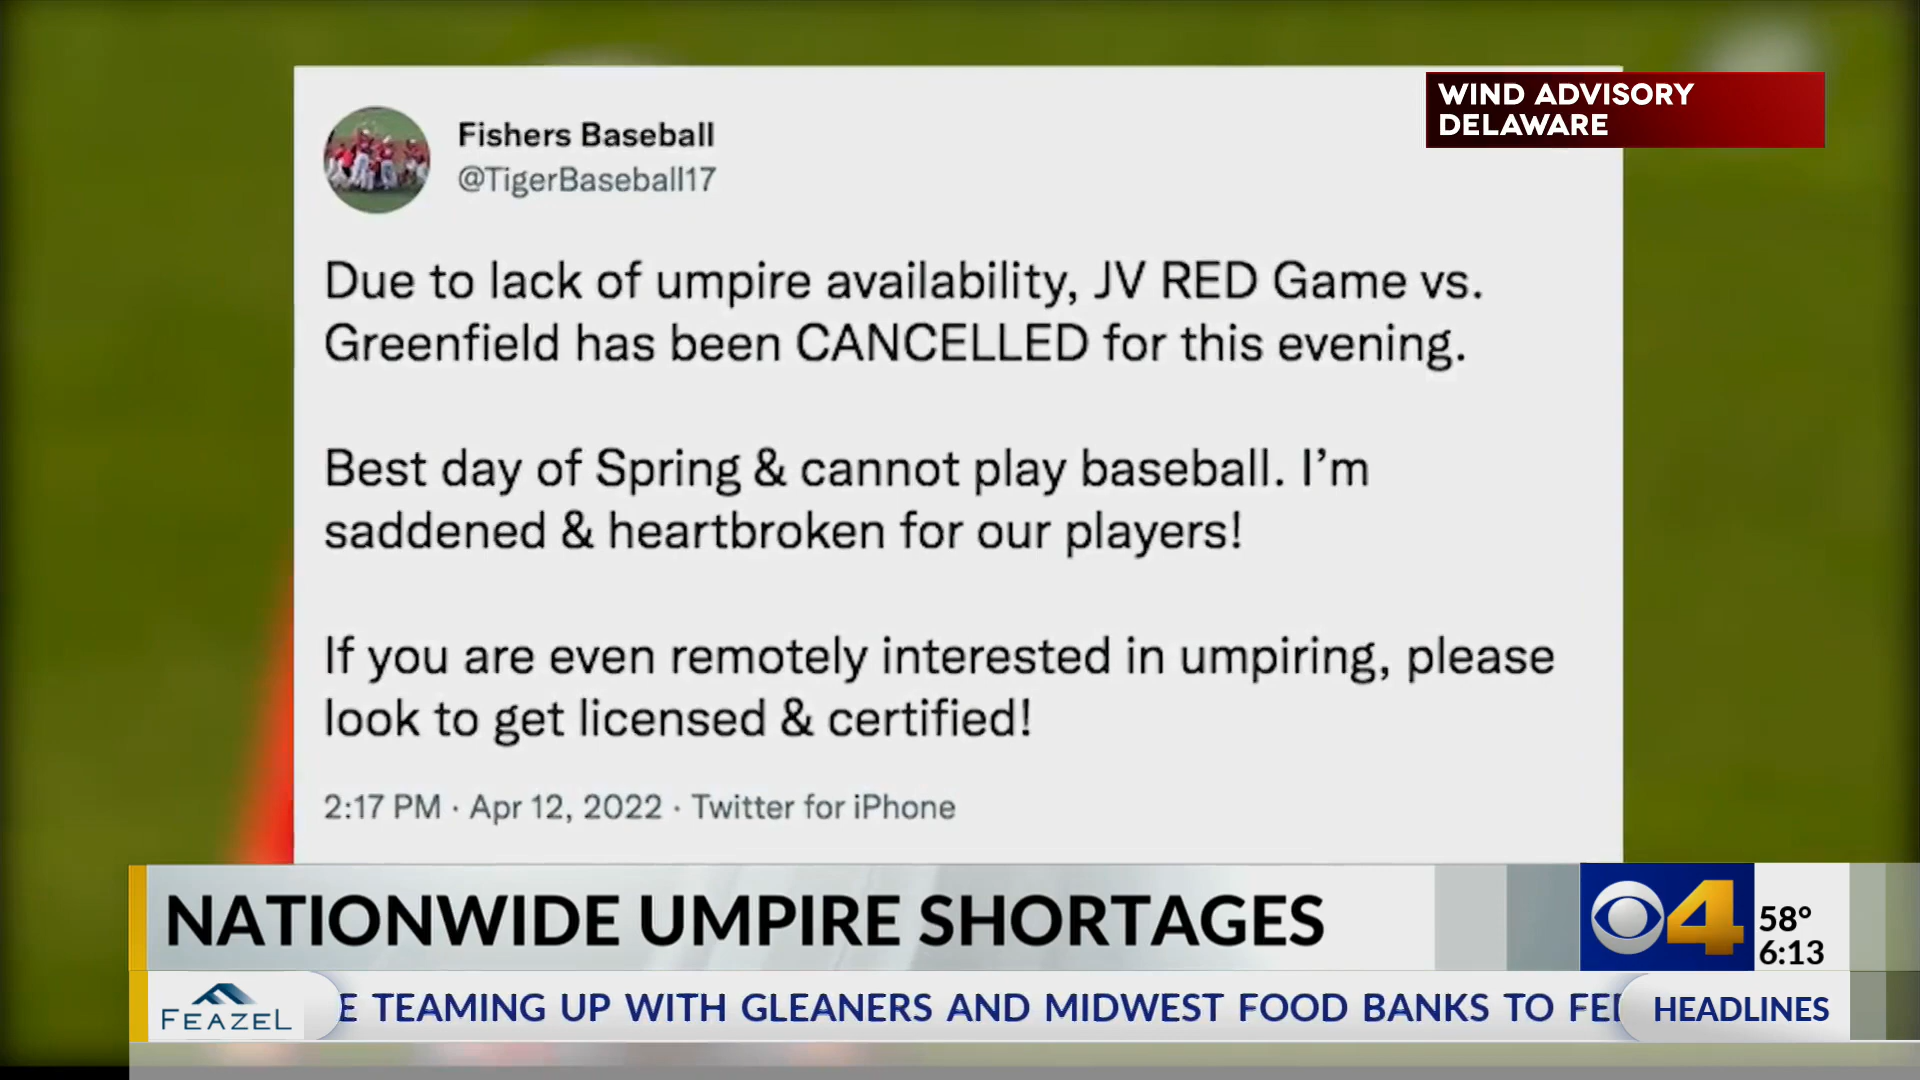 WIND ADVISORY
DELAWARE
Fishers Baseball
@TigerBaseball17
Due to lack of umpire availability, JV RED Game vs.
Greenfield has been CANCELLED for this evening.
Best day of Spring & cannot play baseball. I'm
saddened & heartbroken for our players!
If you are even remotely interested in umpiring, please
look to get licensed & certified!
2:17 PM · Apr 12, 2022 · Twitter for iPhone
NATIONWIDE UMPIRE SHORTAGES
4
58°
6:13
FEAZEL
E TEAMING UP WITH GLEANERS AND MIDWEST FOOD BANKS TO FE
HEADLINES